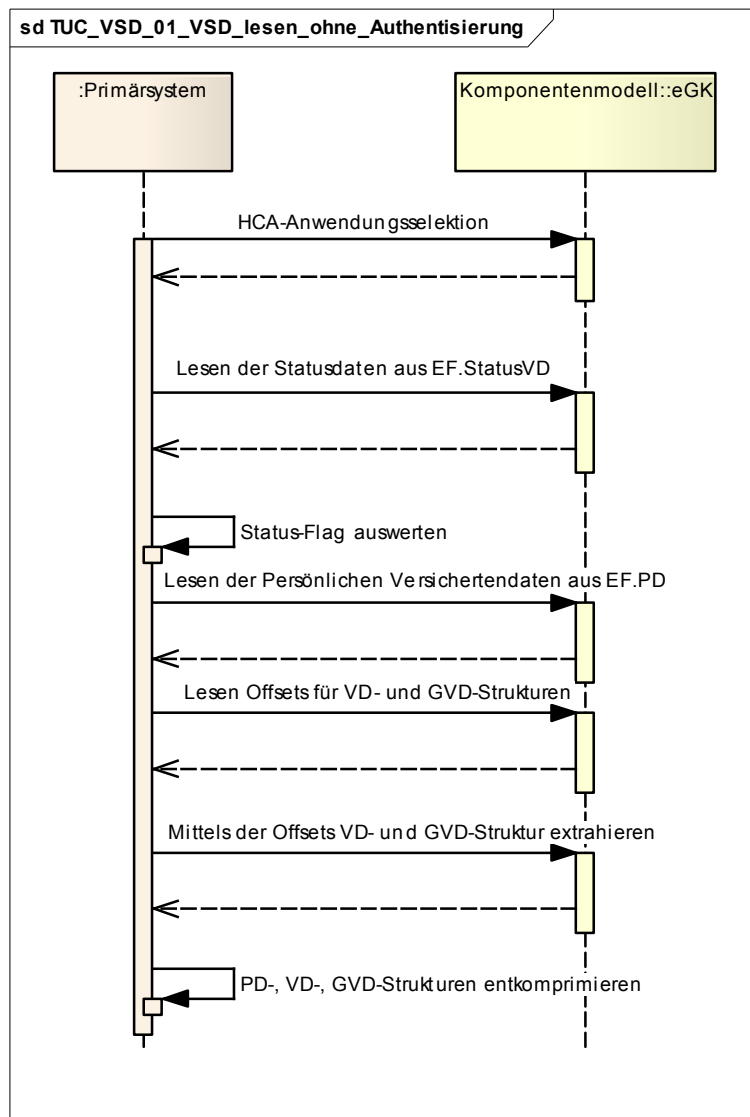 sd TUC_VSD_01_VSD_lesen_ohne_Authentisierung
:Primärsystem
Komponentenmodell::eGK
HCA-Anwendungsselektion
Lesen der Statusdaten aus EF.StatusVD
Status-Flag auswerten
Lesen der Persönlichen Versichertendaten aus EF.PD
Lesen Offsets für VD- und GVD-Strukturen
Mittels der Offsets VD- und GVD-Struktur extrahieren
PD-, VD-, GVD-Strukturen entkomprimieren